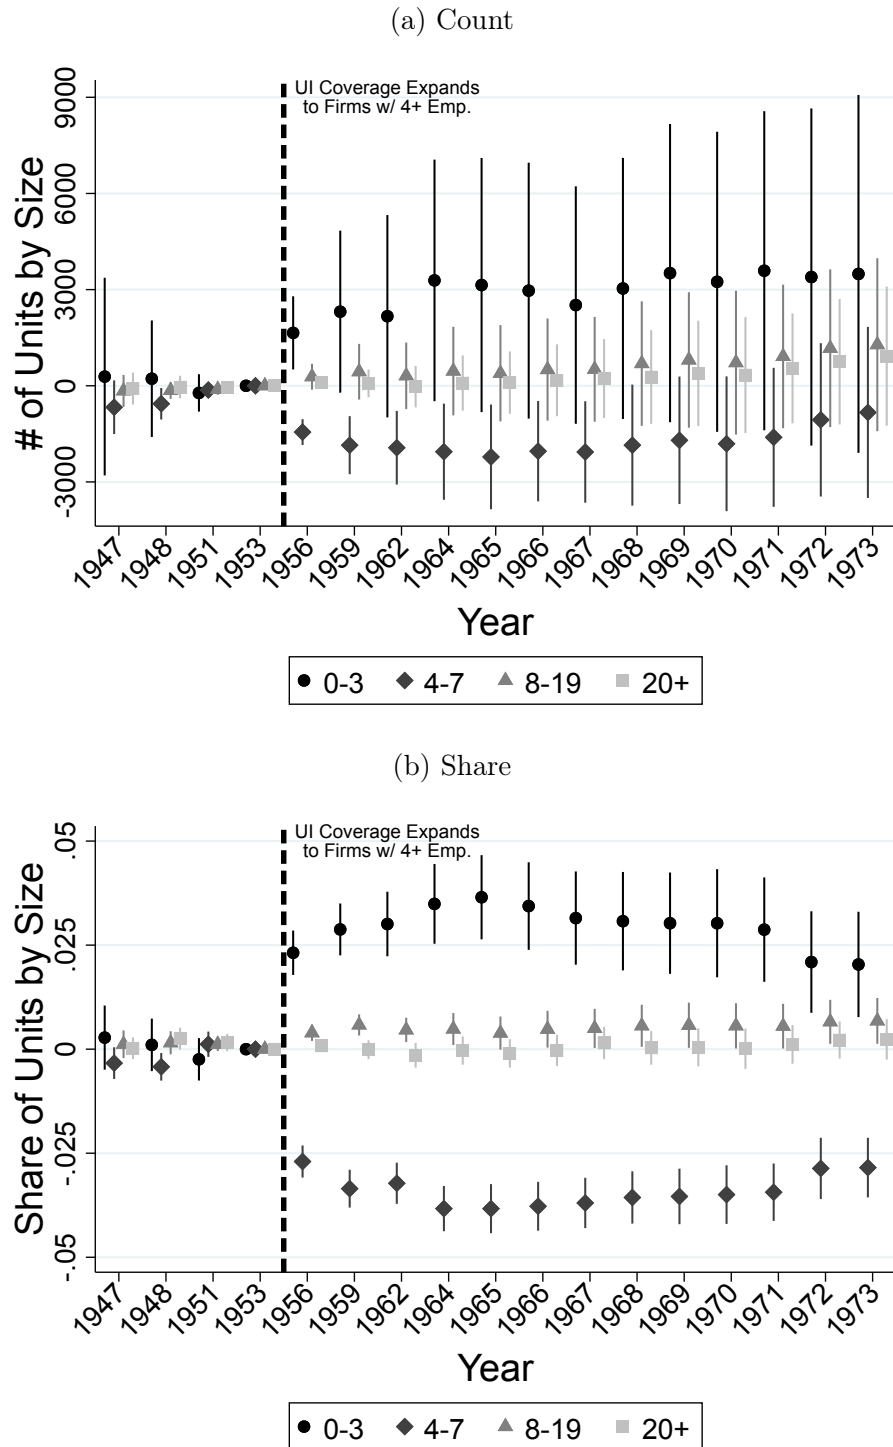 (a) Count
UI Coverage Expands
to Firms w/ 4+ Emp.
# of Units by Size
9000
6000
3000
0
-3000
1947 1948 1951 1953 1956 1959 1962 1964 1965 1966 1967 1968 1969 1970 1971 1972 1973
Year
0-3 4-7 8-19 20+
(b) Share
UI Coverage Expands
to Firms w/ 4+ Emp.
Share of Units by Size
.05
.025
0
-.025
-.05
1947 1948 1951 1953 1956 1959 1962 1964 1965 1966 1967 1968 1969 1970 1971 1972 1973
Year
0-3 4-7 8-19 20+